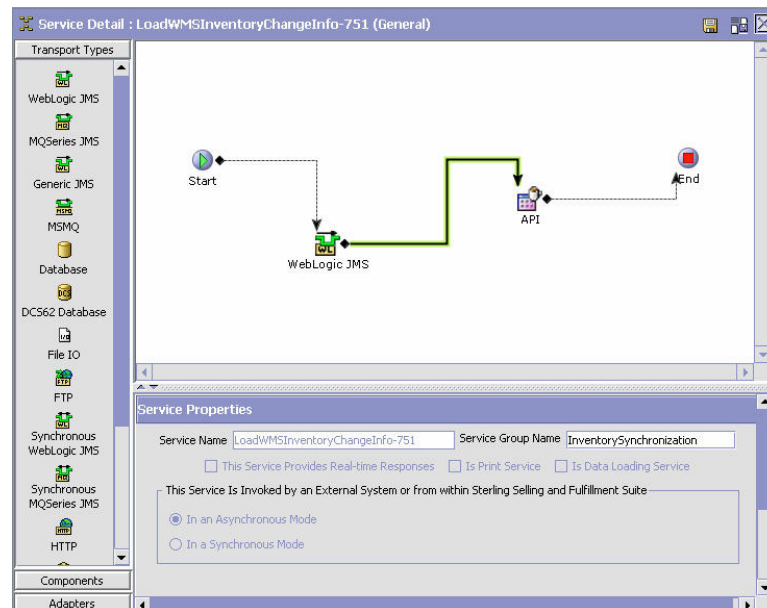 Service Detail : LoadWMSInventoryChangeInfo-751 (General)
Transport Types
WebLogic JMS
MQSeries JMS
Generic JMS
MSMQ
Database
DCS62 Database
File IO
FTP
Synchronous
WebLogic JMS
Synchronous
MQSeries JMS
HTTP
Components
Adapters
Start
WebLogic JMS
API
End
Service Properties
Service Name LoadWMSInventoryChangeInfo-751 Service Group Name InventorySynchronization
This Service Provides Real-time Responses Is Print Service Is Data Loading Service
This Service Is Invoked by an External System or from within Sterling Selling and Fulfillment Suite
In an Asynchronous Mode
In a Synchronous Mode